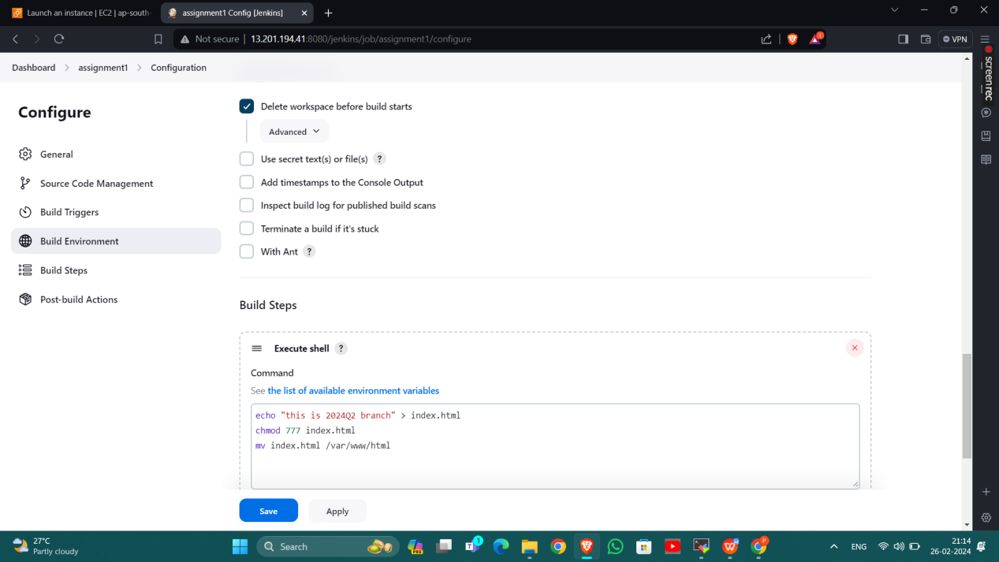 Launch an instance | EC2 | ap-south-
assignment1 Config [Jenkins]
Not secure
13.201.194.41:8080/jenkins/job/assignment1/configure
1
VPN
Dashboard
assignment1
Configuration
screenrec
Configure
General
Source Code Management
Build Triggers
Build Environment
Build Steps
Post-build Actions
Delete workspace before build starts
Advanced
Use secret text(s) or file(s) ?
Add timestamps to the Console Output
Inspect build log for published build scans
Terminate a build if it's stuck
With Ant ?
Build Steps
Execute shell ?
Command
See the list of available environment variables
echo "this is 2024Q2 branch" > index.html
chmod 777 index.html
mv index.html /var/www/html
Save
Apply
27°C
Partly cloudy
Search
PRE
1
P
ENG
21:14
26-02-2024